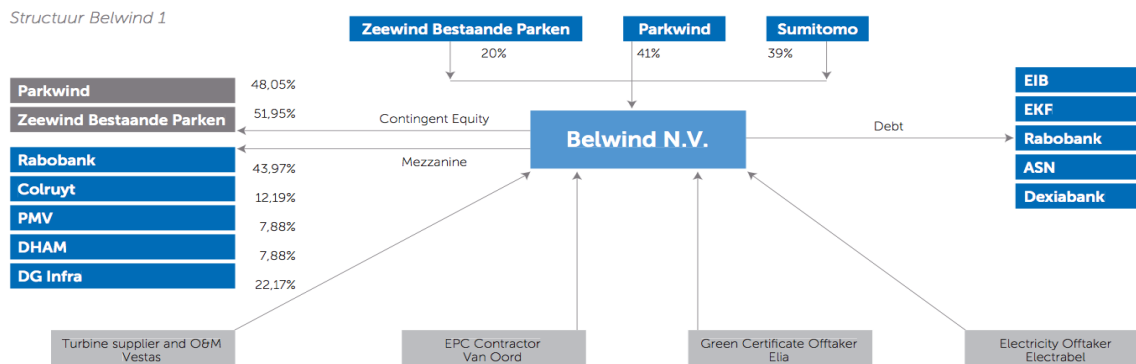 Structuur Belwind 1
Zeewind Bestaande Parken
Parkwind
Sumitomo
20%
41%
39%
Parkwind
48,05%
Zeewind Bestaande Parken
51,95%
Contingent Equity
Mezzanine
Belwind N.V.
Debt
EIB
EKF
Rabobank
ASN
Dexiabank
Rabobank
43,97%
Colruyt
12,19%
PMV
7,88%
DHAM
7,88%
DG Infra
22,17%
Turbine supplier and O&M
Vestas
EPC Contractor
Van Oord
Green Certificate Offtaker
Elia
Electricity Offtaker
Electrabel